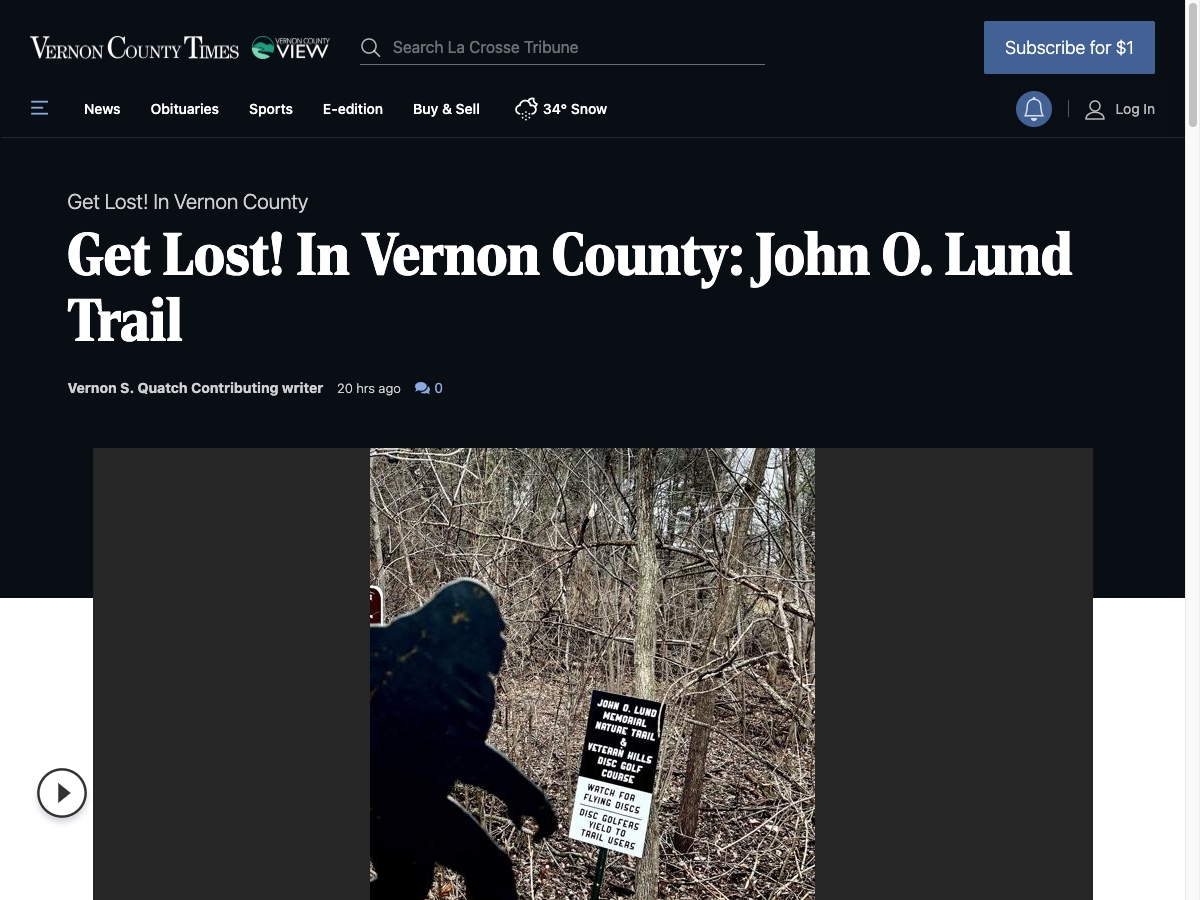 VERNON COUNTY TIMES
VERNON COUNTY
VIEW
Search La Crosse Tribune
Subscribe for $1
News
Obituaries
Sports
E-edition
Buy & Sell
34° Snow
Log In
Get Lost! In Vernon County
Get Lost! In Vernon County: John O. Lund
Trail
Vernon S. Quatch Contributing writer
20 hrs ago
0
JOHN O. LUND
MEMORIAL
NATURE TRAIL
&
VETERAN HILLS
DISC GOLF
COURSE
WATCH FOR
FLYING DISCS
DISC GOLFERS
YIELD TO
TRAIL USERS